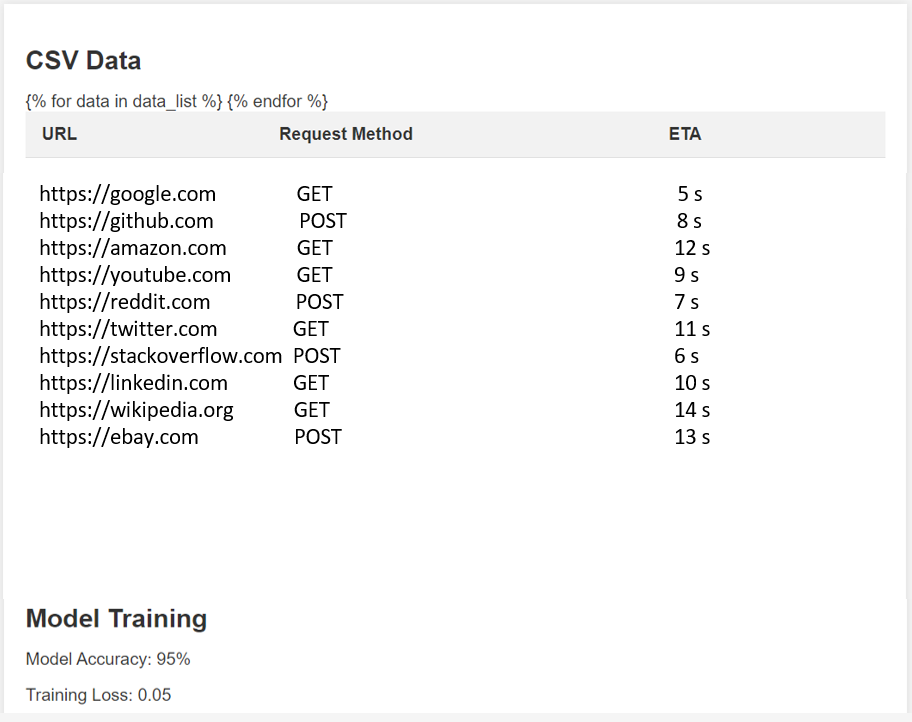 CSV Data
{% for data in data_list %} {% endfor %}
URL Request Method ETA
https://google.com GET 5 s
https://github.com POST 8 s
https://amazon.com GET 12 s
https://youtube.com GET 9 s
https://reddit.com POST 7 s
https://twitter.com GET 11 s
https://stackoverflow.com POST 6 s
https://linkedin.com GET 10 s
https://wikipedia.org GET 14 s
https://ebay.com POST 13 s
Model Training
Model Accuracy: 95%
Training Loss: 0.05